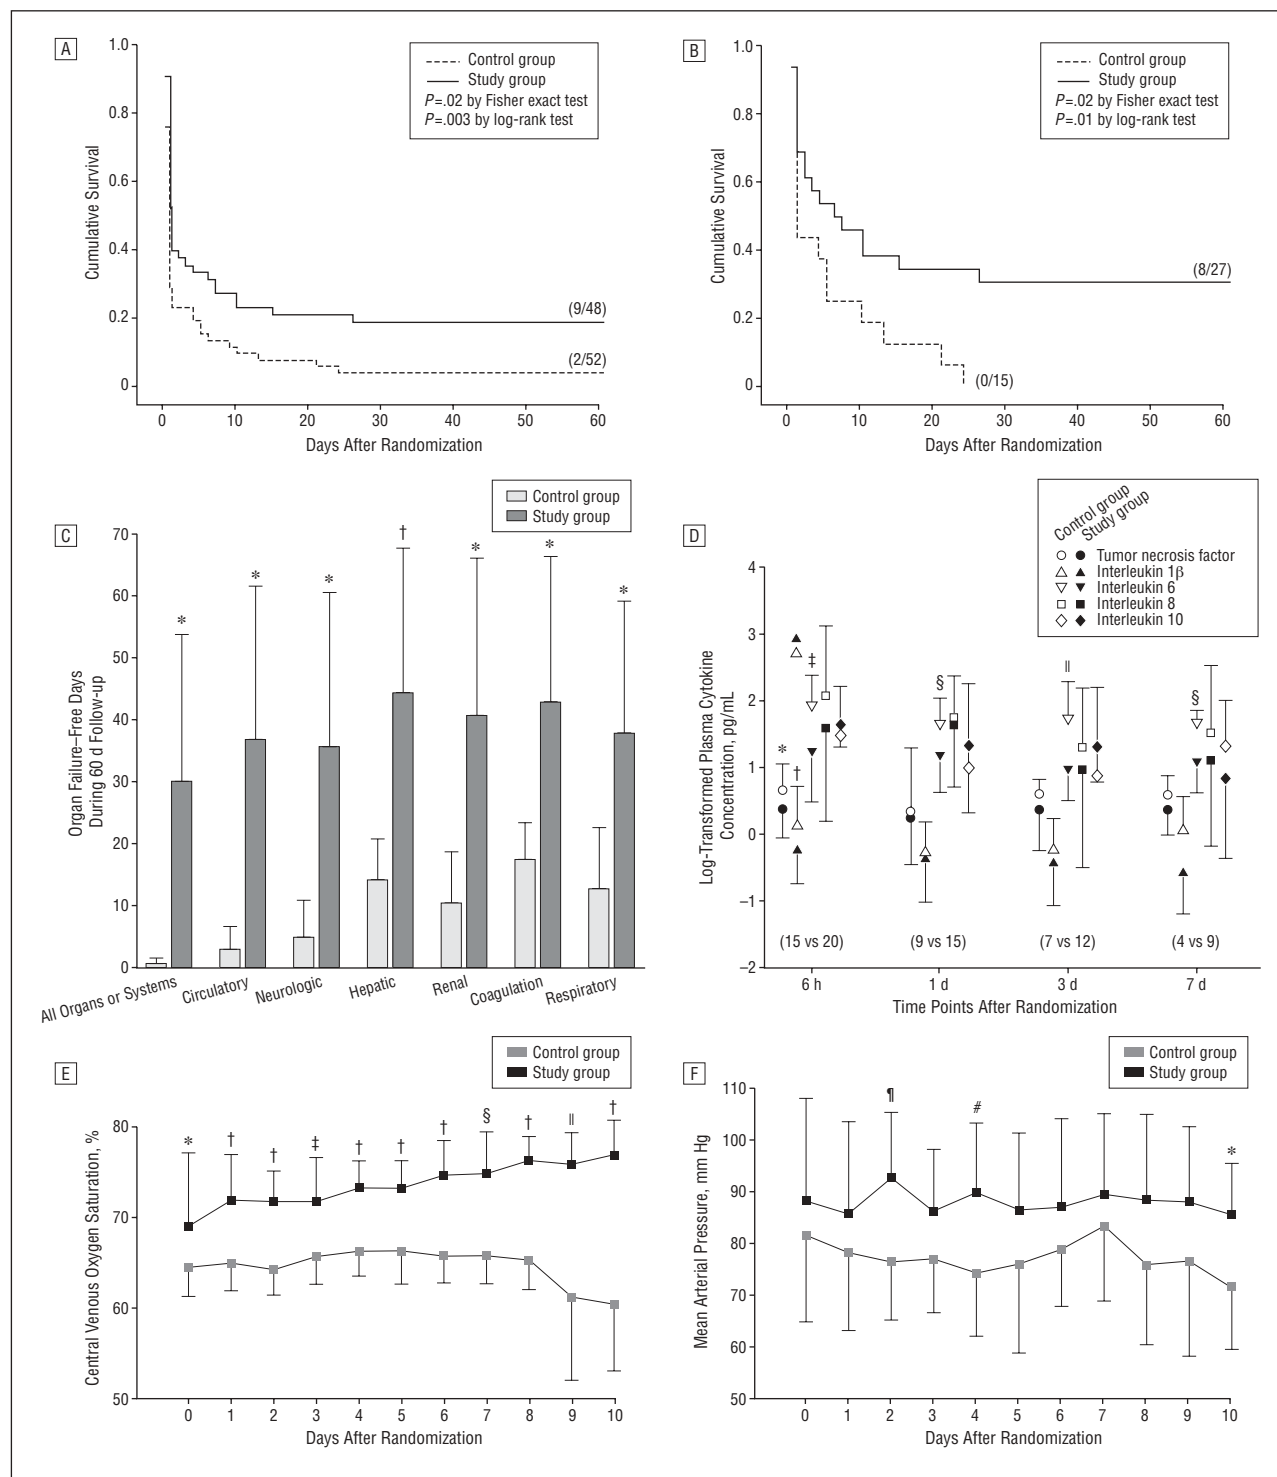 A
1.0
0.8
0.6
0.4
0.2
0
Cumulative Survival
Control group
Study group
P=.02 by Fisher exact test
P=.003 by log-rank test
(9/48)
(2/52)
0 10 20 30 40 50 60
Days After Randomization
B
1.0
0.8
0.6
0.4
0.2
0
Cumulative Survival
Control group
Study group
P=.02 by Fisher exact test
P=.01 by log-rank test
(8/27)
(0/15)
0 10 20 30 40 50 60
Days After Randomization
C
Control group
Study group
70
60
50
40
30
20
10
0
Organ Failure–Free Days
During 60 d Follow-up
* * * † * * *
All Organs or Systems
Circulatory
Neurologic
Hepatic
Renal
Coagulation
Respiratory
D
Control group
Study group
Tumor necrosis factor
Interleukin 1β
Interleukin 6
Interleukin 8
Interleukin 10
4
3
2
1
0
–1
–2
Log-Transformed Plasma Cytokine
Concentration, pg/mL
* † ‡ § || §
(15 vs 20) (9 vs 15) (7 vs 12) (4 vs 9)
6 h 1 d 3 d 7 d
Time Points After Randomization
E
Control group
Study group
80
70
60
50
Central Venous Oxygen Saturation, %
* † † ‡ † † † § † || †
0 1 2 3 4 5 6 7 8 9 10
Days After Randomization
F
Control group
Study group
110
100
90
80
70
60
50
Mean Arterial Pressure, mm Hg
¶ # *
0 1 2 3 4 5 6 7 8 9 10
Days After Randomization